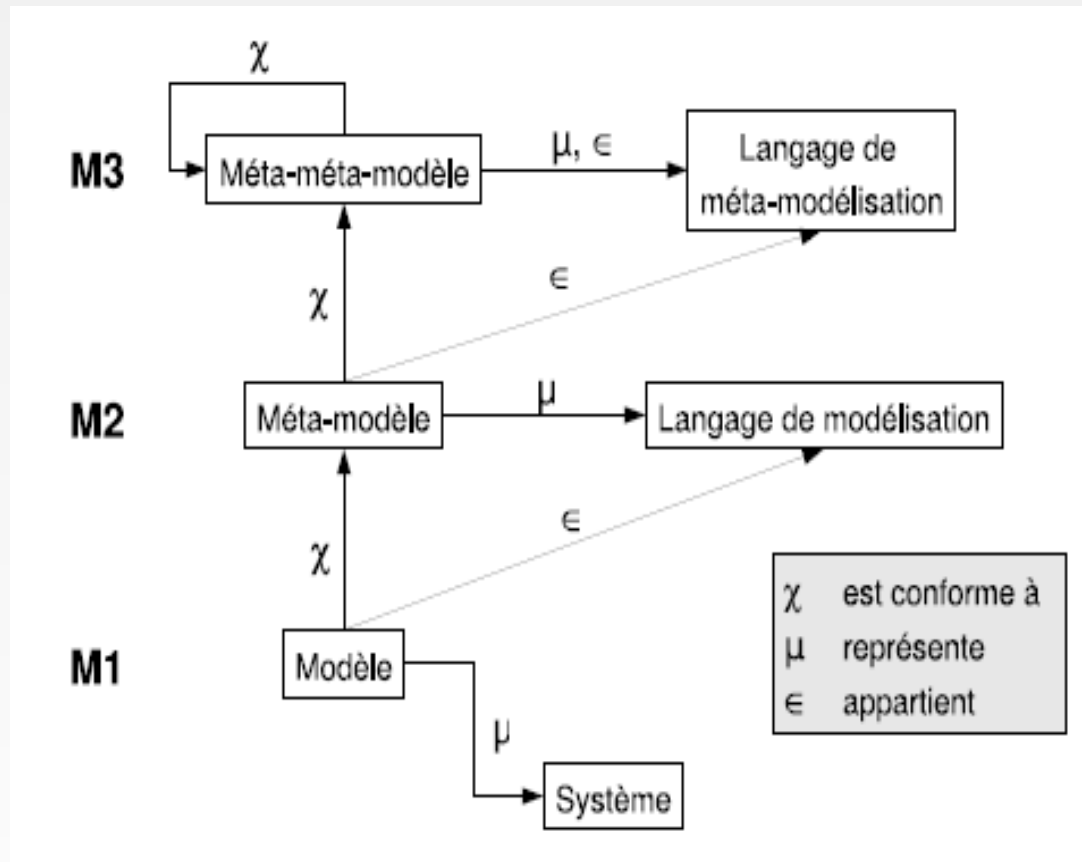 χ
M3
Méta-méta-modèle
μ, ∈
Langage de
méta-modélisation
χ
∈
M2
Méta-modèle
μ
Langage de modélisation
χ
∈
M1
Modèle
μ
Système
χ est conforme à
μ représente
∈ appartient